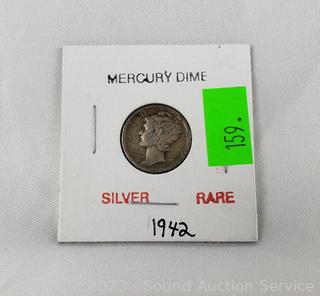 MERCURY DIME
159.
SILVER RARE
1942
2023 - Sound Auction Service